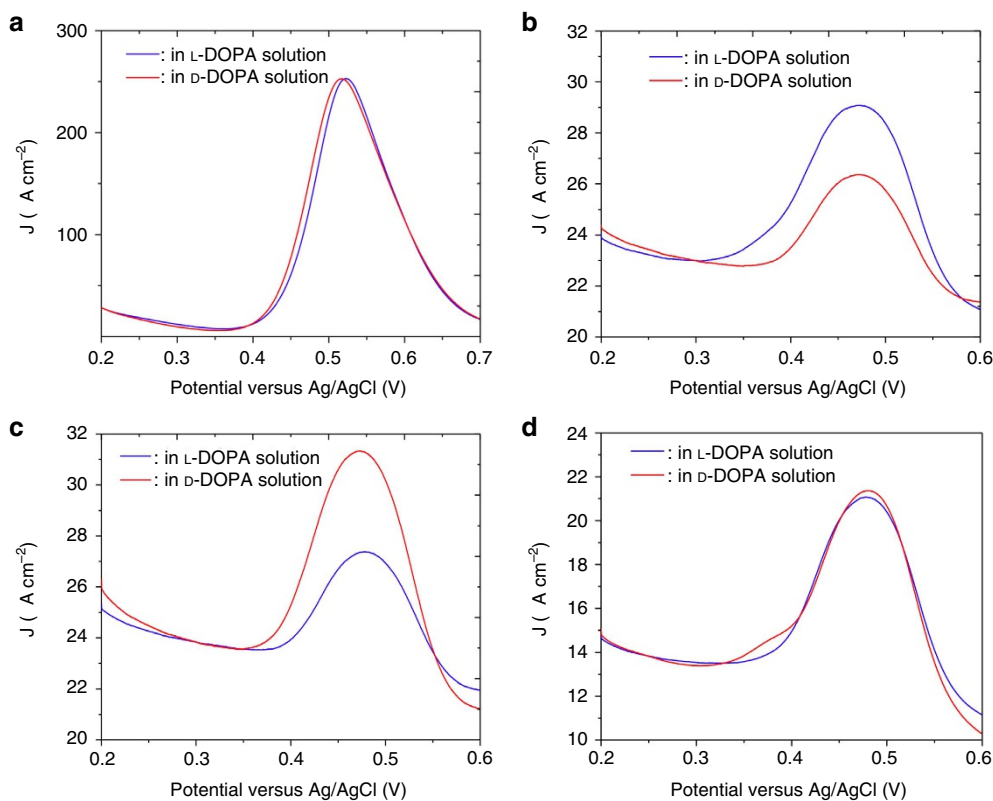 a
300
200
100
: in L-DOPA solution
: in D-DOPA solution
J ( A cm−2)
0.2 0.3 0.4 0.5 0.6 0.7
Potential versus Ag/AgCl (V)
b
32
30
28
26
24
22
20
: in L-DOPA solution
: in D-DOPA solution
J ( A cm−2)
0.2 0.3 0.4 0.5 0.6
Potential versus Ag/AgCl (V)
c
32
30
28
26
24
22
20
: in L-DOPA solution
: in D-DOPA solution
J ( A cm−2)
0.2 0.3 0.4 0.5 0.6
Potential versus Ag/AgCl (V)
d
24
22
20
18
16
14
12
10
: in L-DOPA solution
: in D-DOPA solution
J ( A cm−2)
0.2 0.3 0.4 0.5 0.6
Potential versus Ag/AgCl (V)